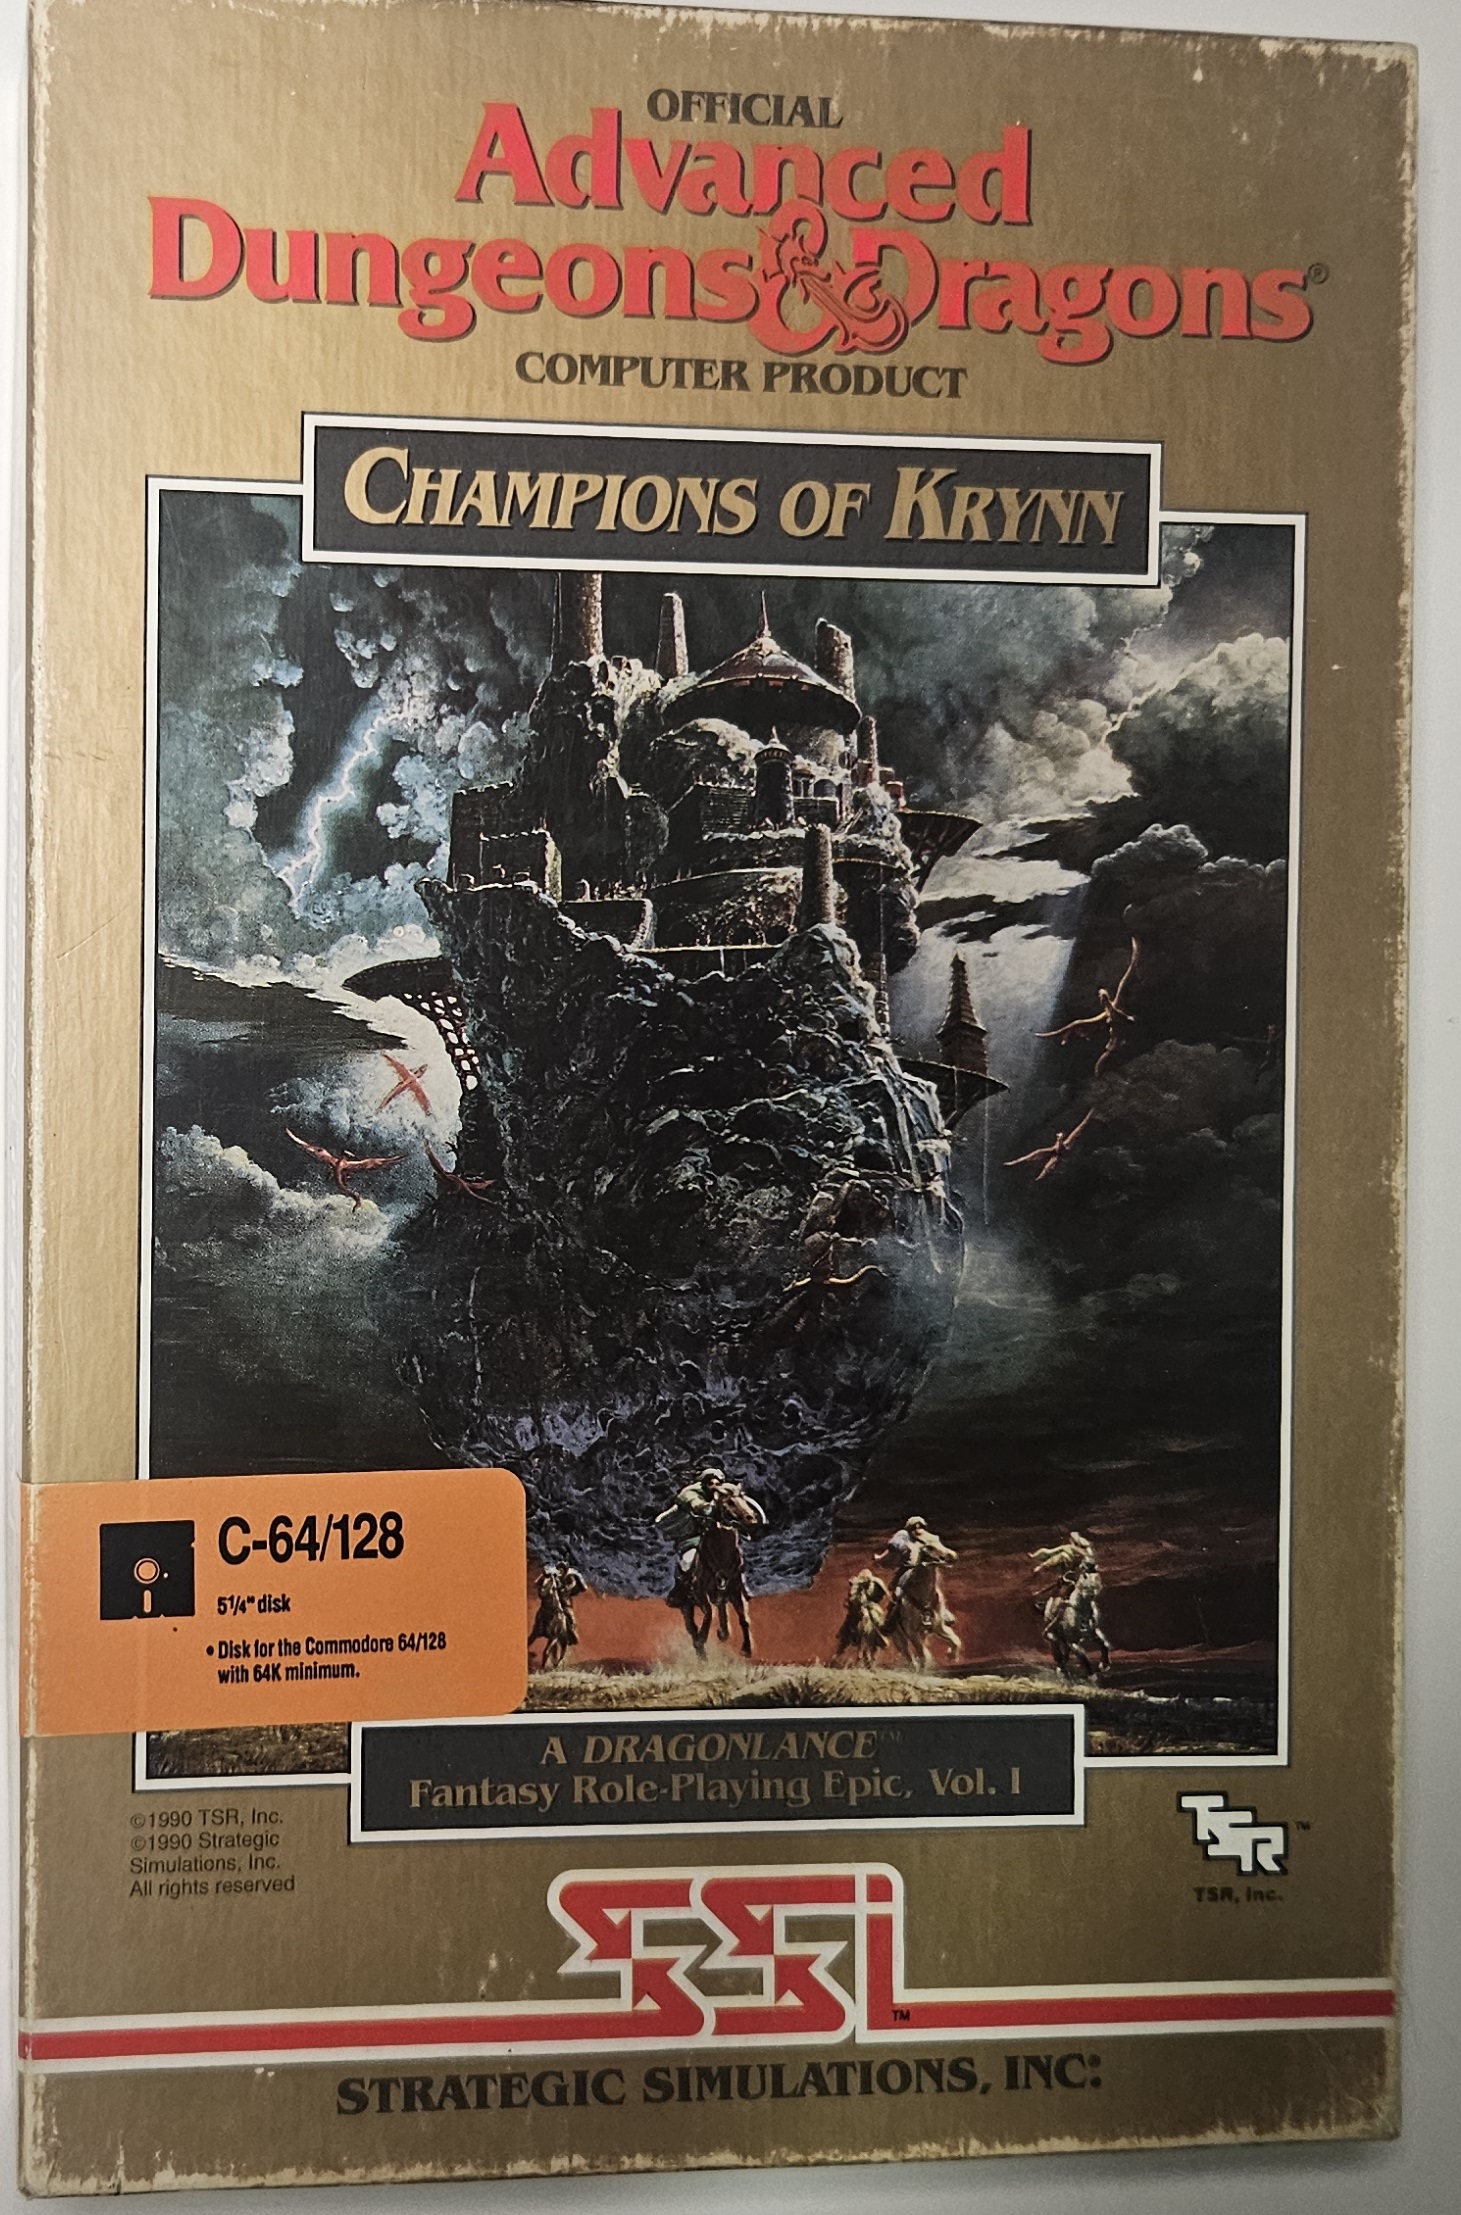 OFFICIAL
Advanced
Dungeons & Dragons®
COMPUTER PRODUCT
CHAMPIONS OF KRYNN
C-64/128
5¼" disk
• Disk for the Commodore 64/128
with 64K minimum.
A DRAGONLANCE™
Fantasy Role-Playing Epic, Vol. I
©1990 TSR, Inc.
©1990 Strategic
Simulations, Inc.
All rights reserved
TSR™
TSR, Inc.
SSI™
STRATEGIC SIMULATIONS, INC.®